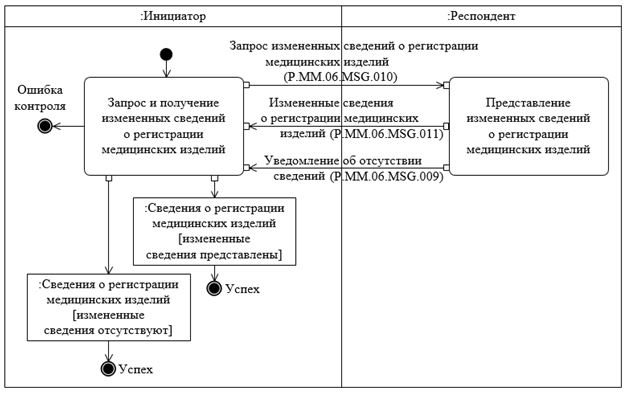 :Инициатор
:Респондент
Запрос измененных сведений о регистрации
медицинских изделий
(P.MM.06.MSG.010)
Ошибка
контроля
Запрос и получение
измененных сведений
о регистрации
медицинских изделий
Измененные сведения
о регистрации медицинских
изделий (P.MM.06.MSG.011)
Представление
измененных сведений
о регистрации
медицинских изделий
Уведомление об отсутствии
сведений (P.MM.06.MSG.009)
:Сведения о регистрации
медицинских изделий
[измененные
сведения представлены]
Успех
:Сведения о регистрации
медицинских изделий
[измененные
сведения отсутствуют]
Успех